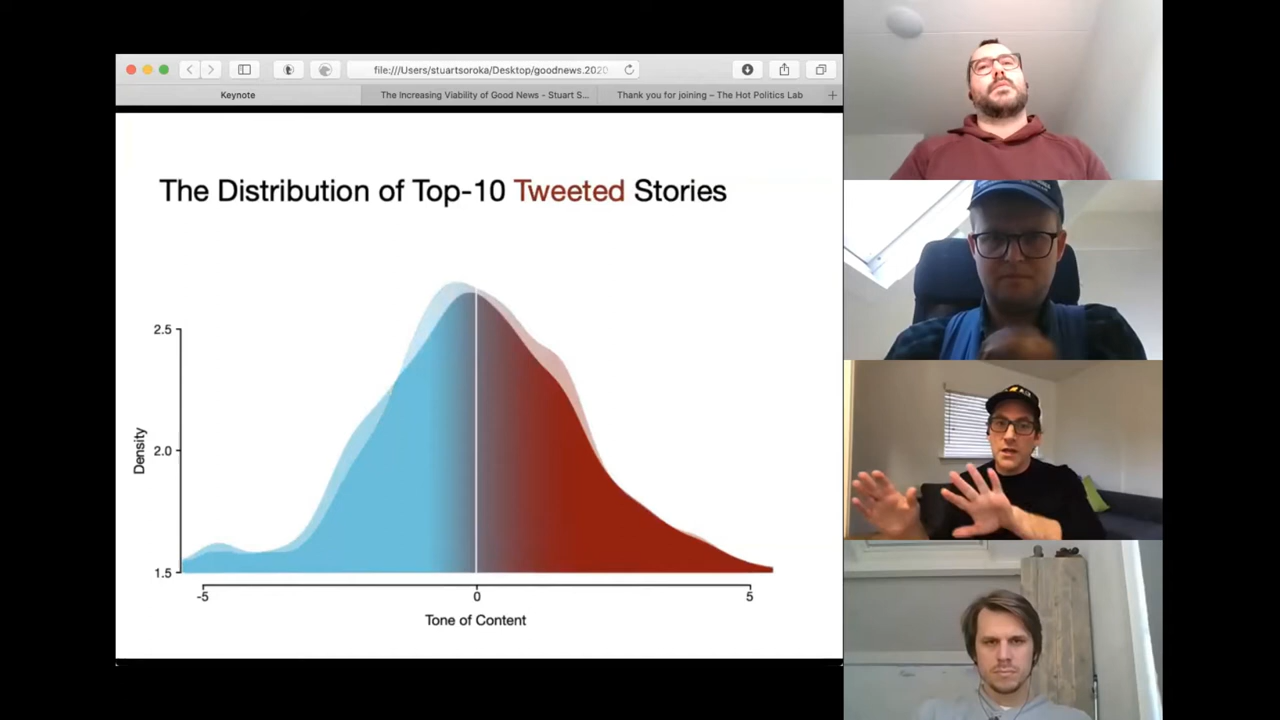 file:///Users/stuartsoroka/Desktop/goodnews.2020
Keynote
The Increasing Viability of Good News - Stuart S...
Thank you for joining – The Hot Politics Lab
The Distribution of Top-10 Tweeted Stories
2.5
2.0
1.5
Density
-5
0
5
Tone of Content